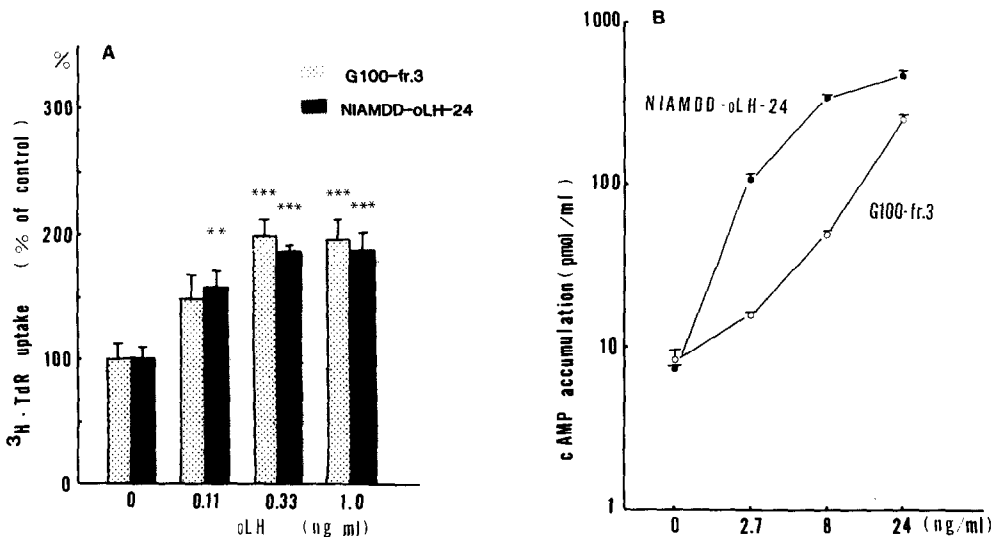 A
%
G100-fr.3
NIAMDD-oLH-24
300
200
100
0
³H·TdR uptake (% of control)
**
***
***
***
***
0
0.11
0.33
1.0
oLH (ng ml)
B
1000
100
10
1
cAMP accumulation (pmol/ml)
NIAMDD-oLH-24
G100-fr.3
0
2.7
8
24 (ng/ml)